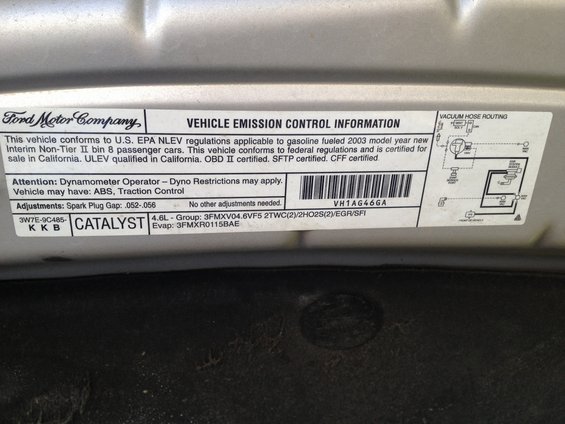 Ford Motor Company,
VEHICLE EMISSION CONTROL INFORMATION
This vehicle conforms to U.S. EPA NLEV regulations applicable to gasoline fueled 2003 model year new
Interim Non-Tier II bin 8 passenger cars. This vehicle conforms to federal regulations and is certified for
sale in California. ULEV qualified in California. OBD II certified. SFTP certified. CFF certified
Attention: Dynamometer Operator – Dyno Restrictions may apply.
Vehicle may have: ABS, Traction Control
VH1AG46GA
Adjustments: Spark Plug Gap: .052-.056
No other adjustments needed.
3W7E-9C485-
K K B
CATALYST
4.6L - Group: 3FMXV04.6VF5 2TWC(2)/2HO2S(2)/EGR/SFI
Evap: 3FMXR0115BAE
VACUUM HOSE ROUTING